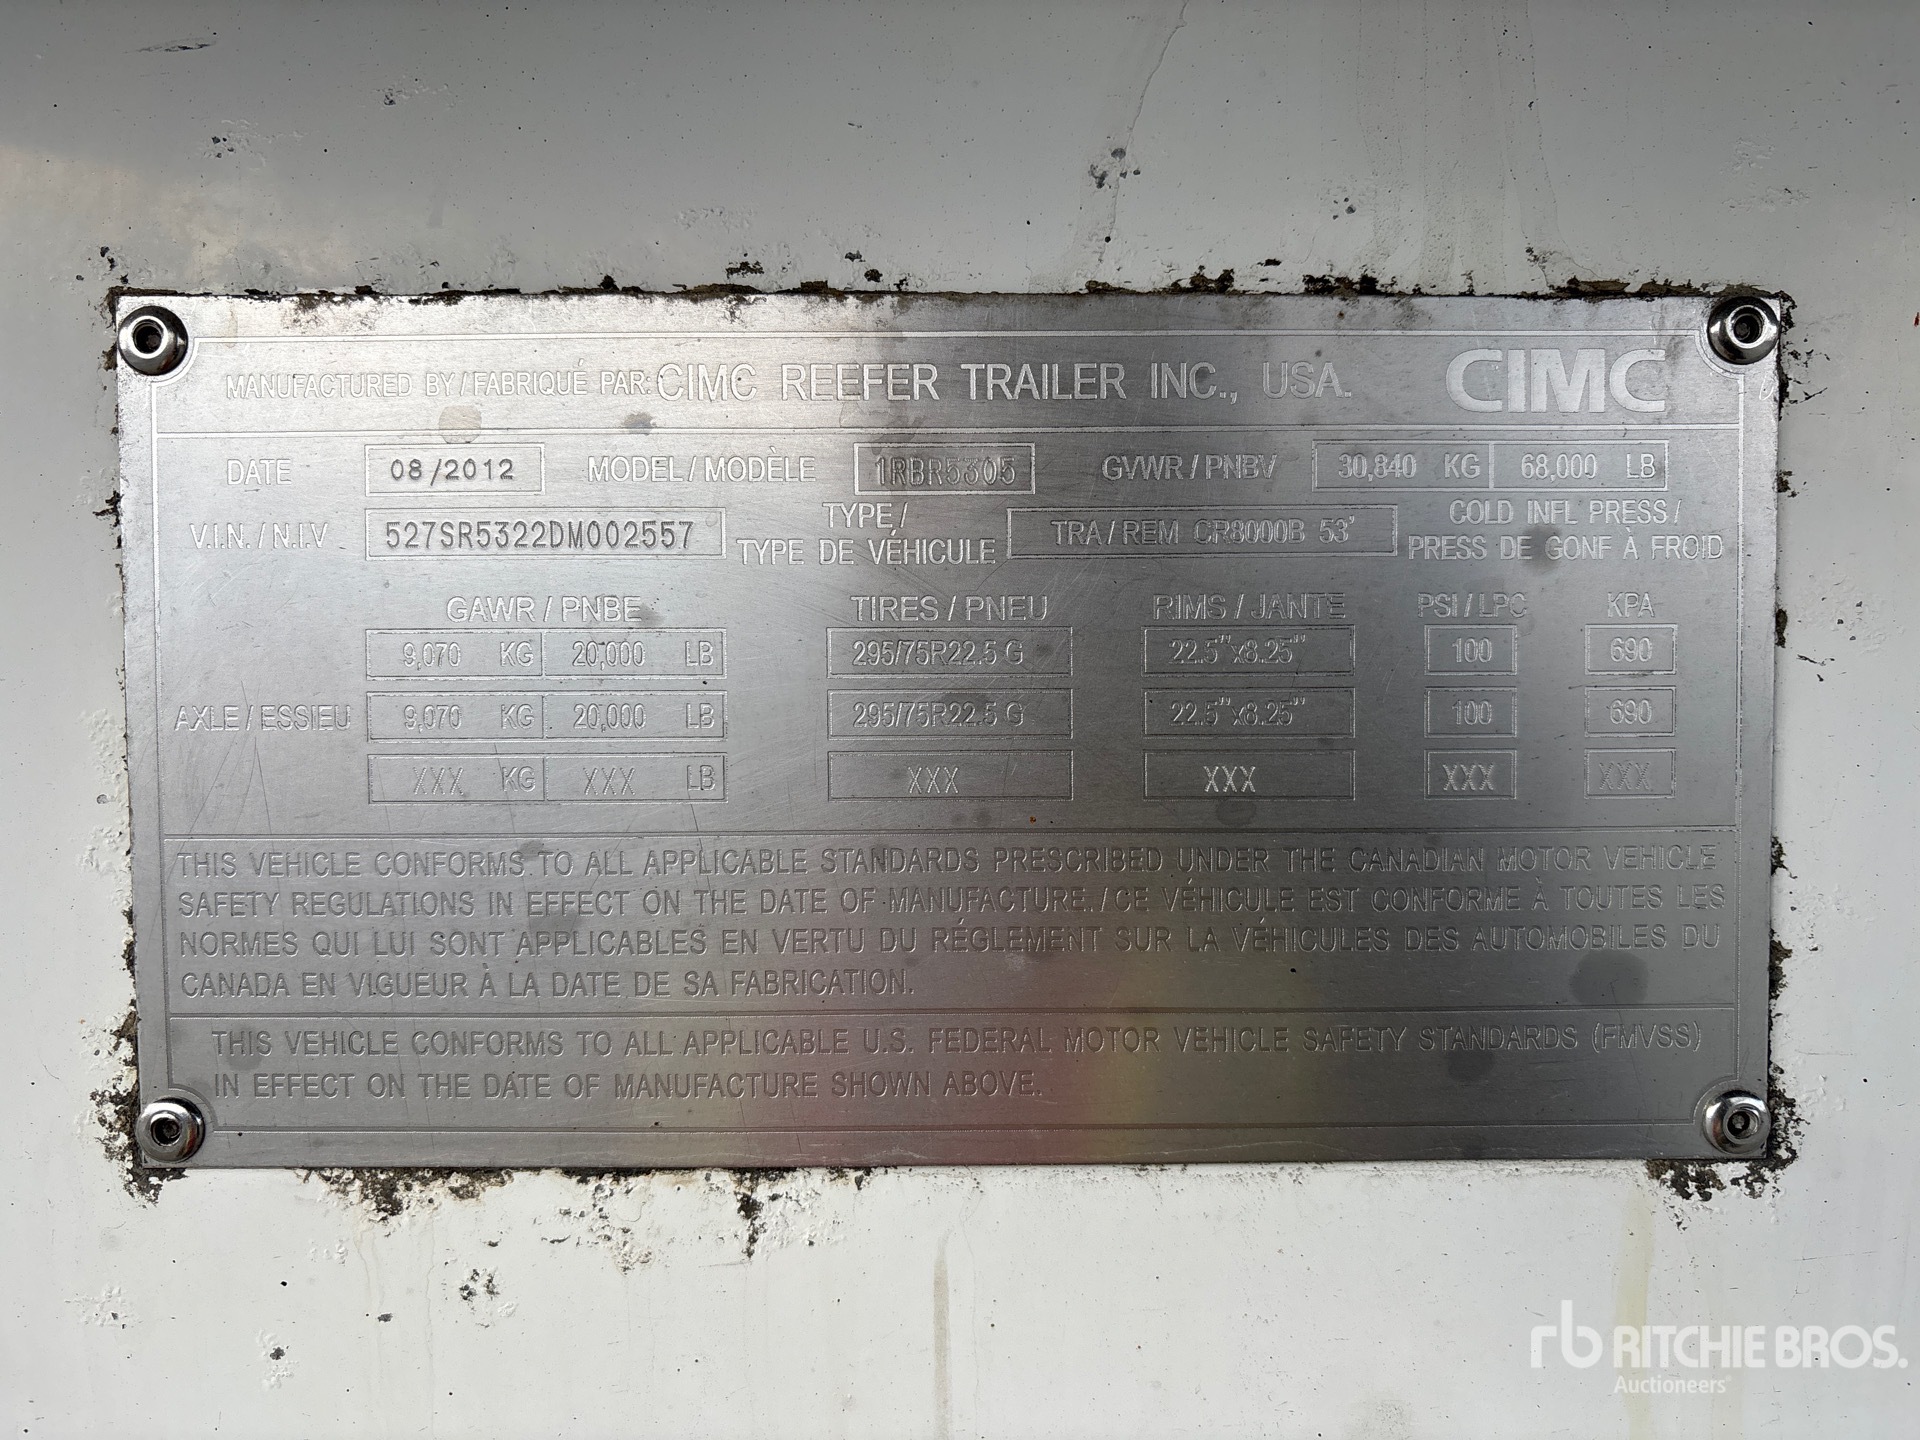 MANUFACTURED BY / FABRIQUÉ PAR: CIMC REEFER TRAILER INC., USA. CIMC
DATE 08/2012 MODEL / MODÈLE 1RBR5305 GVWR / PNBV 30,840 KG 68,000 LB
V.I.N. / N.I.V 527SR5322DM002557 TYPE / TYPE DE VÉHICULE TRA / REM CR8000B 53' COLD INFL PRESS / PRESS DE GONF À FROID
GAWR / PNBE TIRES / PNEU RIMS / JANTE PSI / LPC KPA
9,070 KG 20,000 LB 295/75R22.5 G 22.5"x8.25" 100 690
AXLE / ESSIEU 9,070 KG 20,000 LB 295/75R22.5 G 22.5"x8.25" 100 690
XXX KG XXX LB XXX XXX XXX XXX
THIS VEHICLE CONFORMS TO ALL APPLICABLE STANDARDS PRESCRIBED UNDER THE CANADIAN MOTOR VEHICLE
SAFETY REGULATIONS IN EFFECT ON THE DATE OF MANUFACTURE. / CE VÉHICULE EST CONFORME À TOUTES LES
NORMES QUI LUI SONT APPLICABLES EN VERTU DU RÉGLEMENT SUR LA VÉHICULES DES AUTOMOBILES DU
CANADA EN VIGUEUR À LA DATE DE SA FABRICATION.
THIS VEHICLE CONFORMS TO ALL APPLICABLE U.S. FEDERAL MOTOR VEHICLE SAFETY STANDARDS (FMVSS)
IN EFFECT ON THE DATE OF MANUFACTURE SHOWN ABOVE.
rb RITCHIE BROS.
Auctioneers